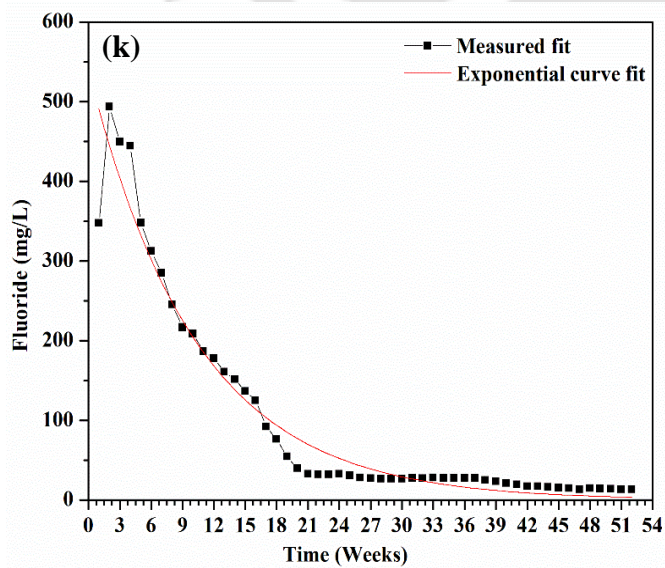 (k)
Measured fit
Exponential curve fit
600
500
400
300
200
100
0
Fluoride (mg/L)
0 3 6 9 12 15 18 21 24 27 30 33 36 39 42 45 48 51 54
Time (Weeks)